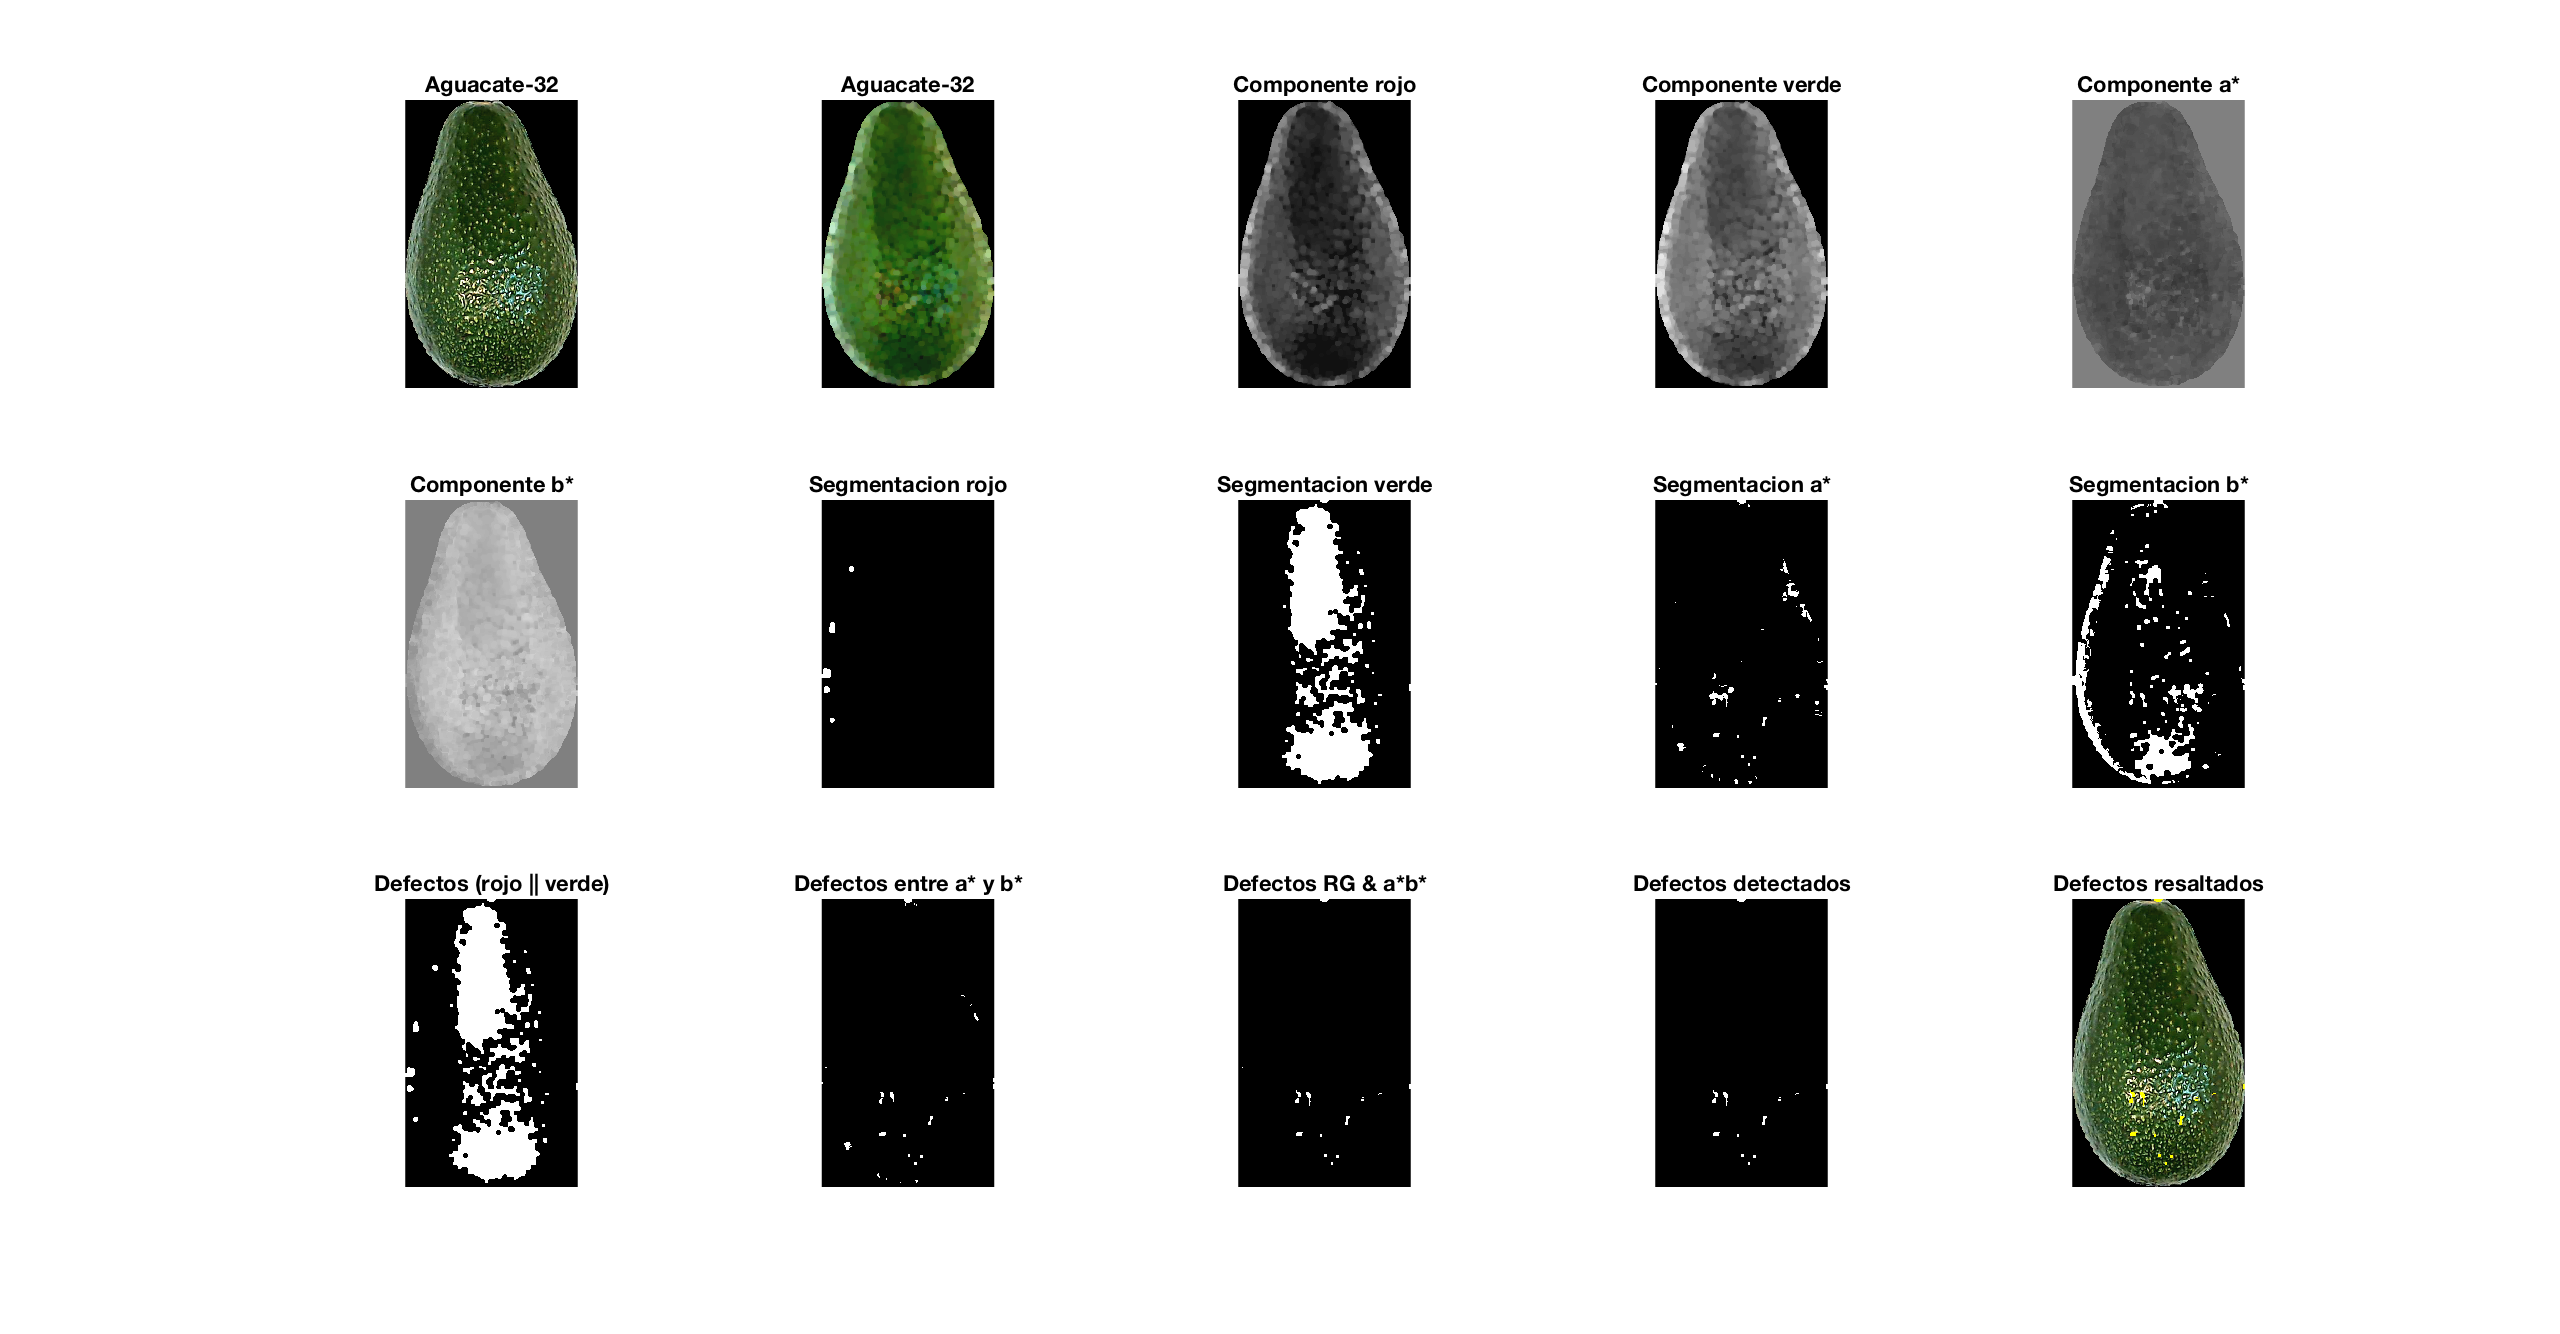 Aguacate-32
Aguacate-32
Componente rojo
Componente verde
Componente a*
Componente b*
Segmentacion rojo
Segmentacion verde
Segmentacion a*
Segmentacion b*
Defectos (rojo || verde)
Defectos entre a* y b*
Defectos RG & a*b*
Defectos detectados
Defectos resaltados